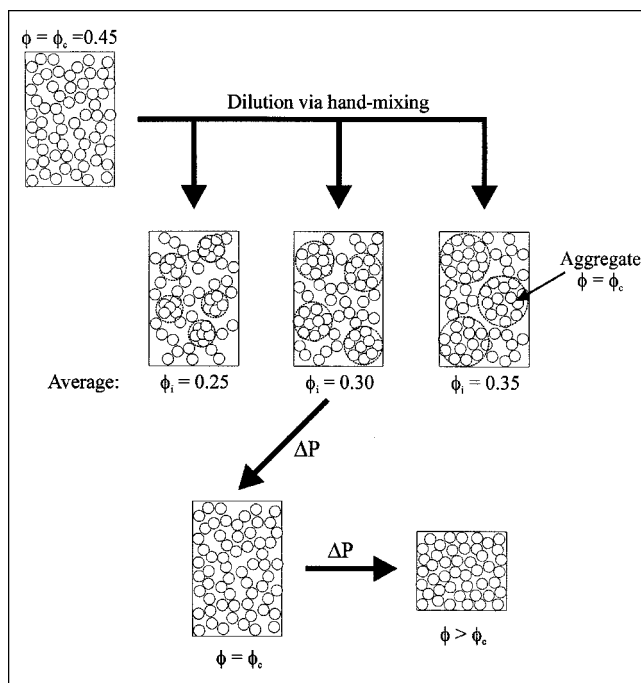 ϕ = ϕc =0.45
Dilution via hand-mixing
Aggregate
ϕ = ϕc
Average:
ϕi = 0.25
ϕi = 0.30
ϕi = 0.35
ΔP
ΔP
ϕ = ϕc
ϕ > ϕc